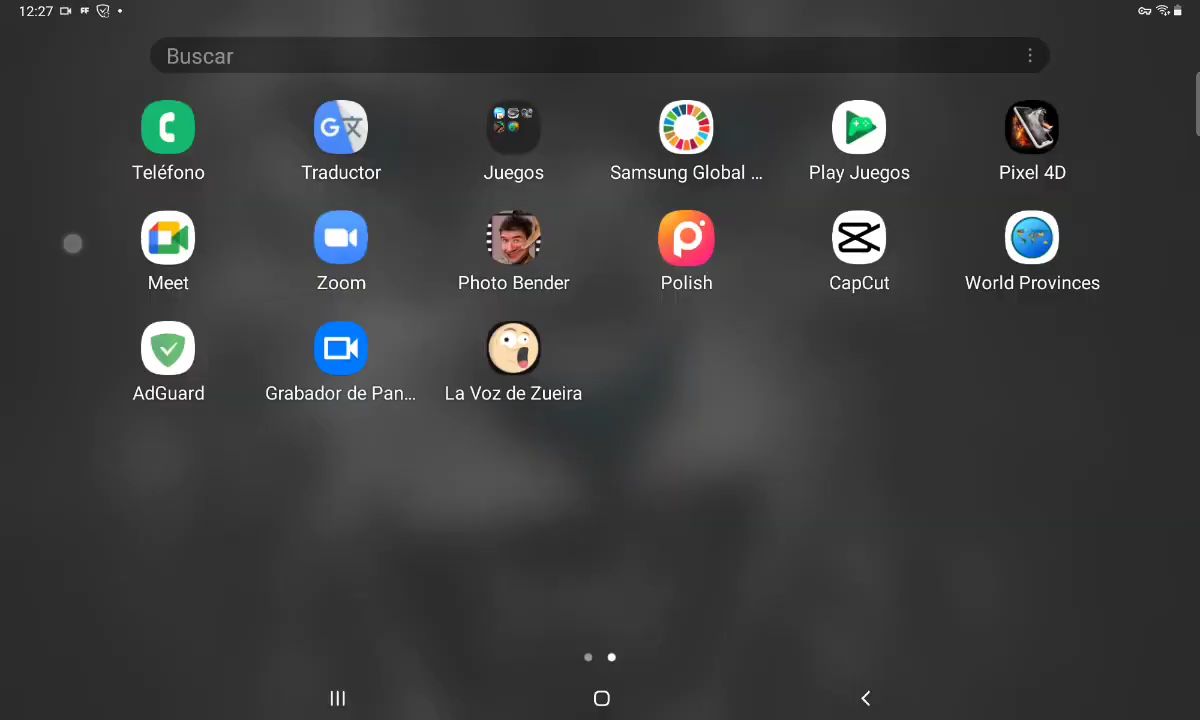 12:27
Buscar
Teléfono
Traductor
Juegos
Samsung Global ...
Play Juegos
Pixel 4D
Meet
Zoom
Photo Bender
Polish
CapCut
World Provinces
AdGuard
Grabador de Pan...
La Voz de Zueira